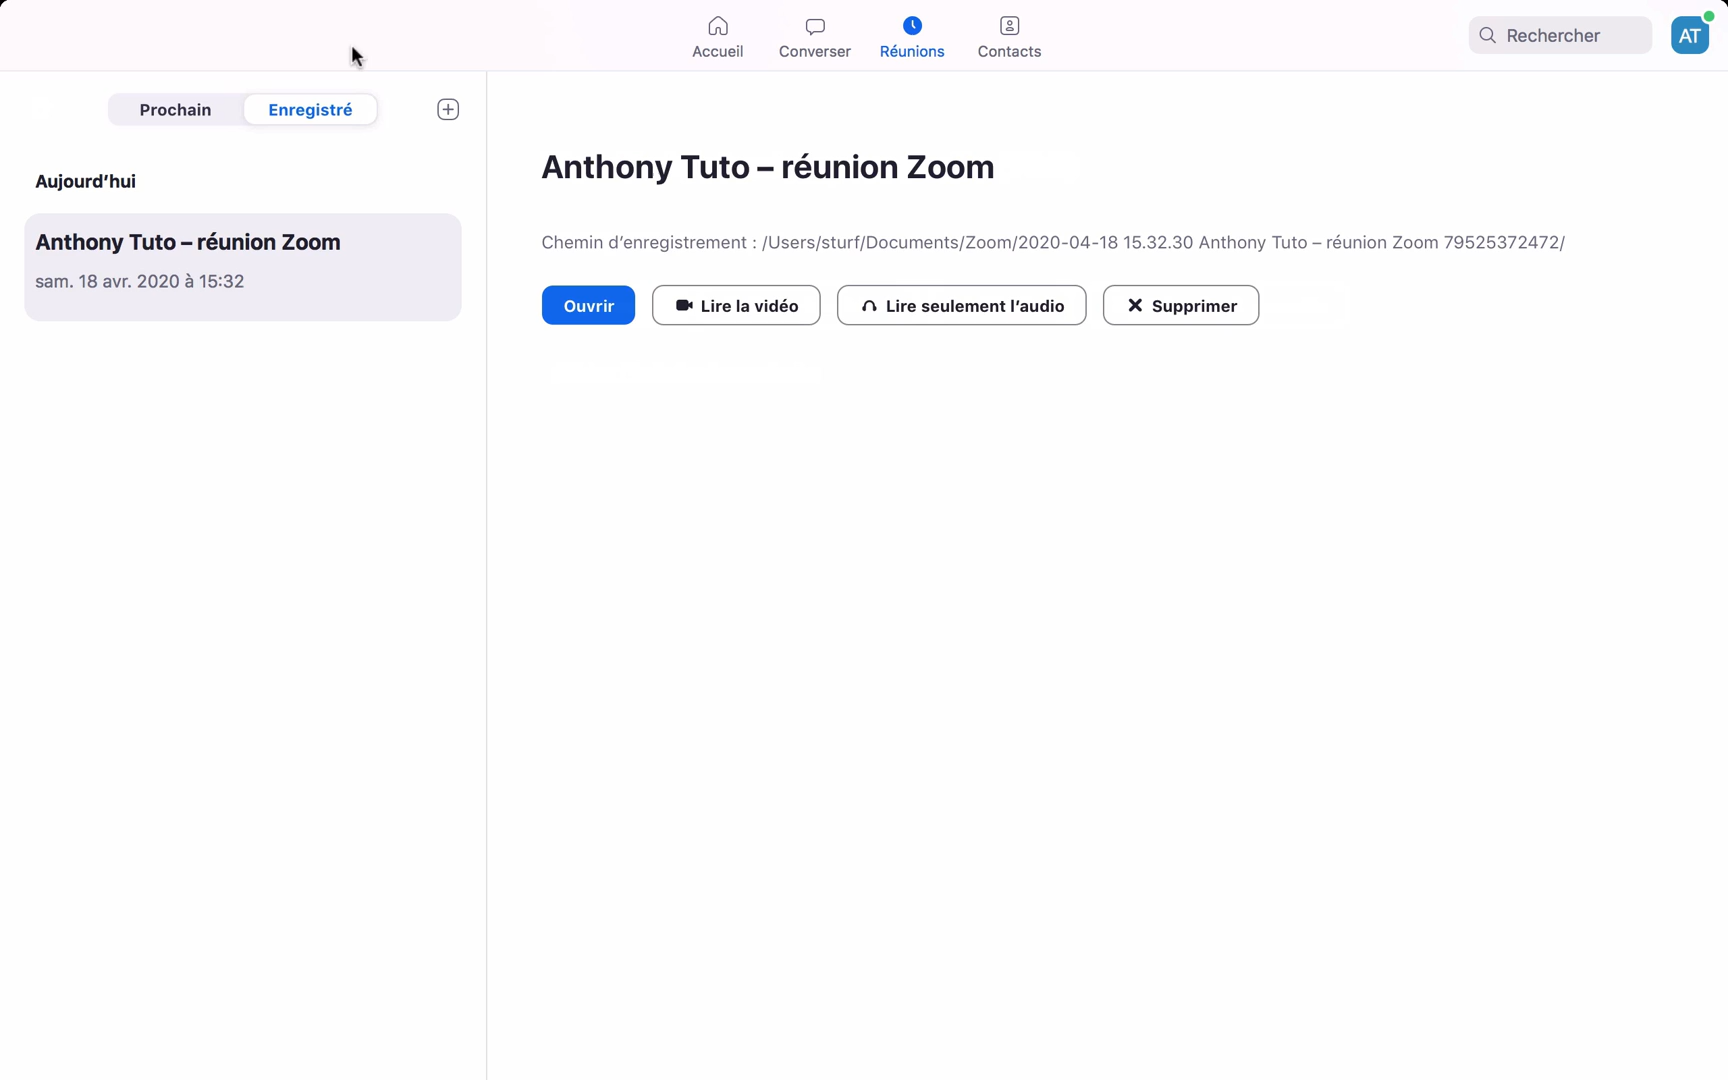 Accueil
Converser
Réunions
Contacts
Rechercher
AT
Prochain
Enregistré
Aujourd’hui
Anthony Tuto – réunion Zoom
sam. 18 avr. 2020 à 15:32
Anthony Tuto – réunion Zoom
Chemin d’enregistrement : /Users/sturf/Documents/Zoom/2020-04-18 15.32.30 Anthony Tuto – réunion Zoom 79525372472/
Ouvrir
Lire la vidéo
Lire seulement l’audio
Supprimer